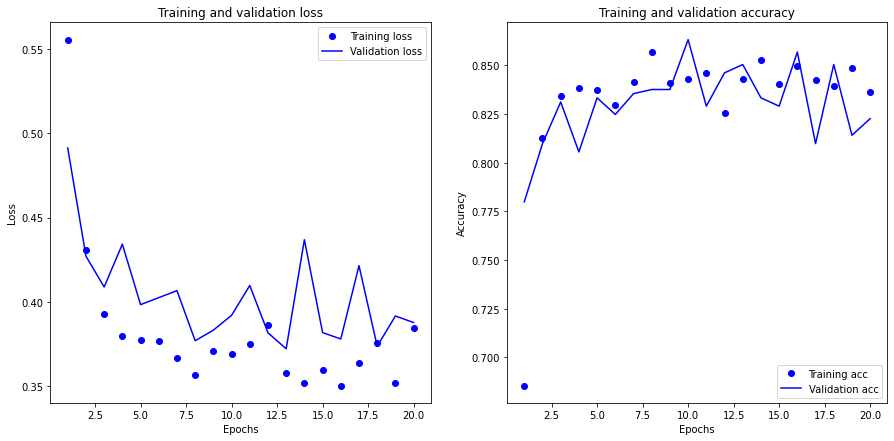 Training and validation loss
Training loss
Validation loss
0.55
0.50
0.45
0.40
0.35
Loss
2.5 5.0 7.5 10.0 12.5 15.0 17.5 20.0
Epochs
Training and validation accuracy
0.850
0.825
0.800
0.775
0.750
0.725
0.700
Accuracy
Training acc
Validation acc
2.5 5.0 7.5 10.0 12.5 15.0 17.5 20.0
Epochs